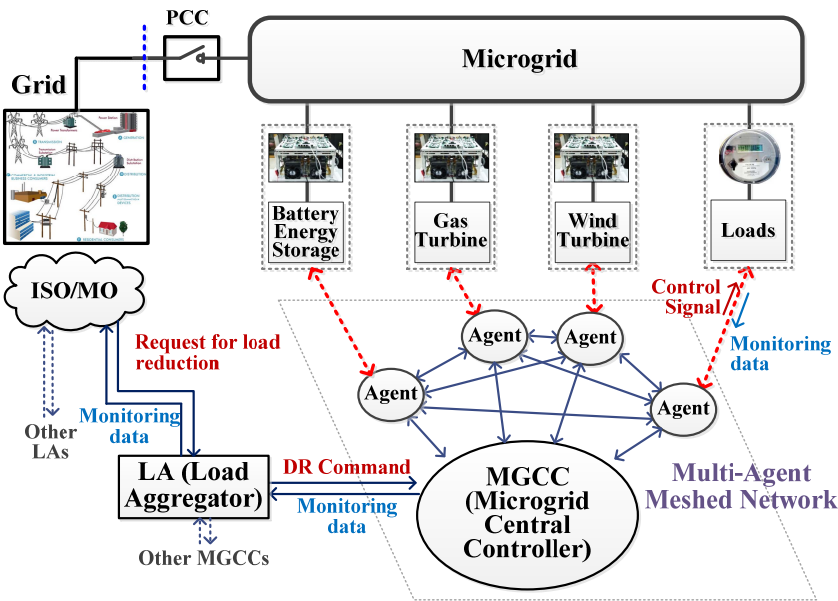 PCC
Microgrid
Grid
Battery
Energy
Storage
Gas
Turbine
Wind
Turbine
Loads
ISO/MO
Control
Signal
Monitoring
data
Request for load
reduction
Agent
Agent
Agent
Agent
Monitoring
data
Other
LAs
LA (Load
Aggregator)
DR Command
Monitoring
data
MGCC
(Microgrid
Central
Controller)
Multi-Agent
Meshed Network
Other MGCCs